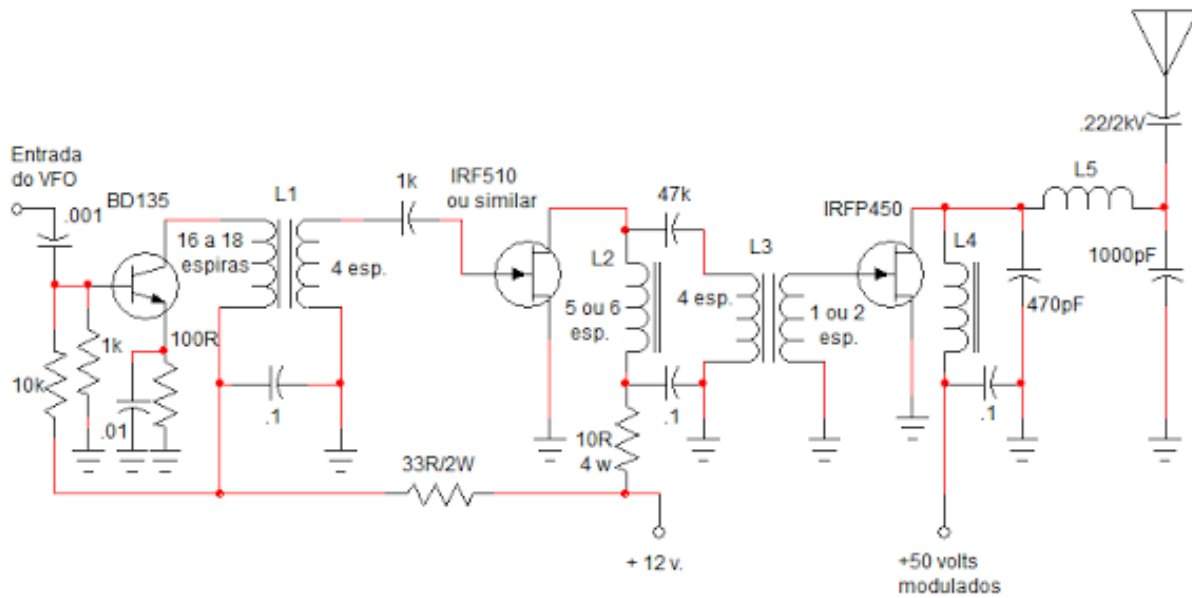 Entrada
do VFO
.001
BD135
L1
16 a 18
espiras
4 esp.
1k
IRF510
ou similar
47k
L2
5 ou 6
esp.
L3
4 esp.
1 ou 2
esp.
IRFP450
L4
L5
.22/2kV
1000pF
470pF
10k
1k
100R
.01
.1
33R/2W
10R
4 w
.1
.1
+ 12 v.
+50 volts
modulados